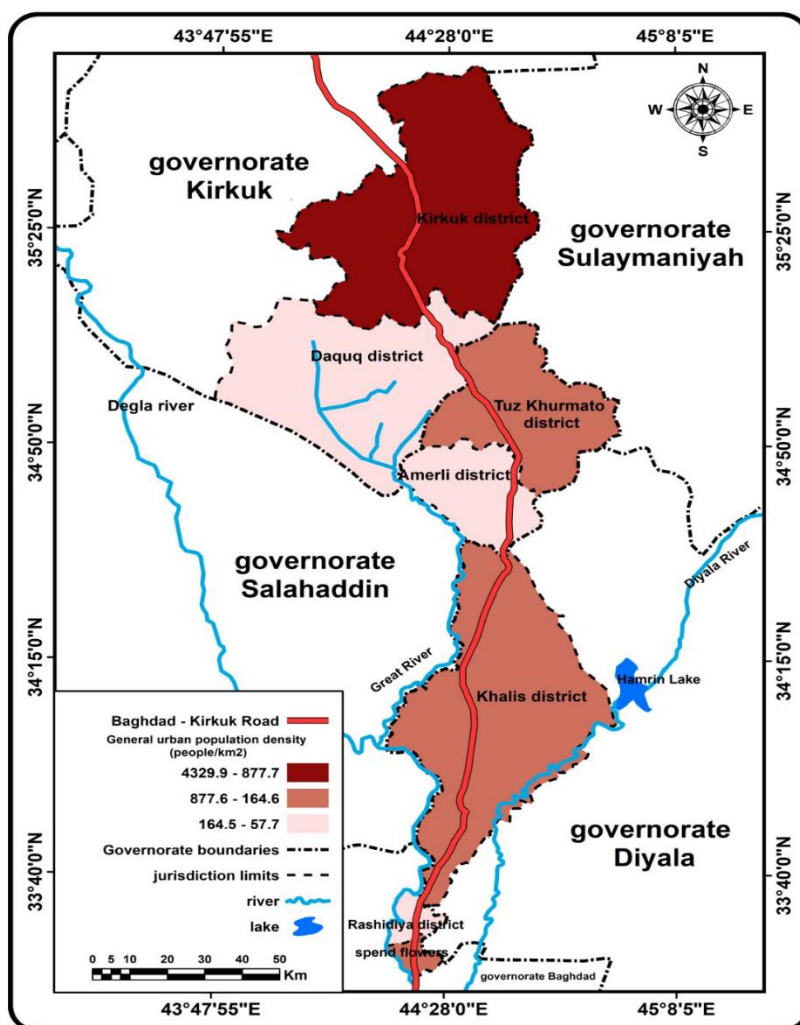 43°47'55"E 44°28'0"E 45°8'5"E
N
W E
S
governorate
Kirkuk
Kirkuk district
governorate
Sulaymaniyah
35°25'0"N
35°25'0"N
Daquq district
Degla river
Tuz Khurmato
district
34°50'0"N
34°50'0"N
Amerli district
governorate
Salahaddin
Diyala River
Great River
34°15'0"N
34°15'0"N
Hamrin Lake
Khalis district
Baghdad - Kirkuk Road
General urban population density
(people/km2)
4329.9 - 877.7
877.6 - 164.6
164.5 - 57.7
Governorate boundaries
jurisdiction limits
river
lake
0 5 10 20 30 40 50
Km
governorate
Diyala
33°40'0"N
33°40'0"N
Rashidiya district
spend flowers
governorate Baghdad
43°47'55"E 44°28'0"E 45°8'5"E